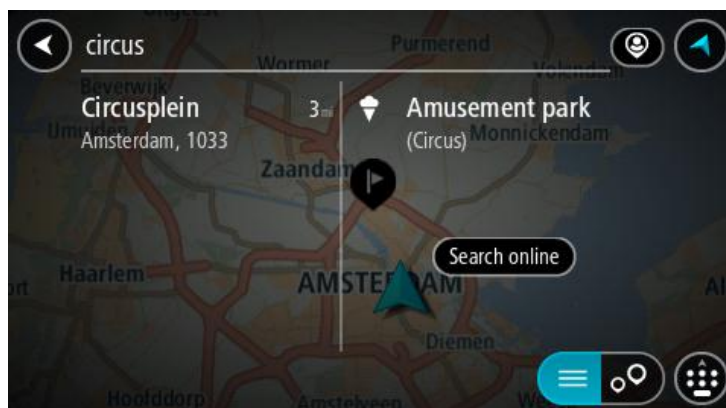 circus
Circusplein
3 mi
Amsterdam, 1033
Amusement park
(Circus)
Search online
Purmerend
Wormer
Volendam
Beverwijk
Monnickendam
Zaandam
Haarlem
AMSTERDAM
Diemen
Hoofddorp
Amstelveen